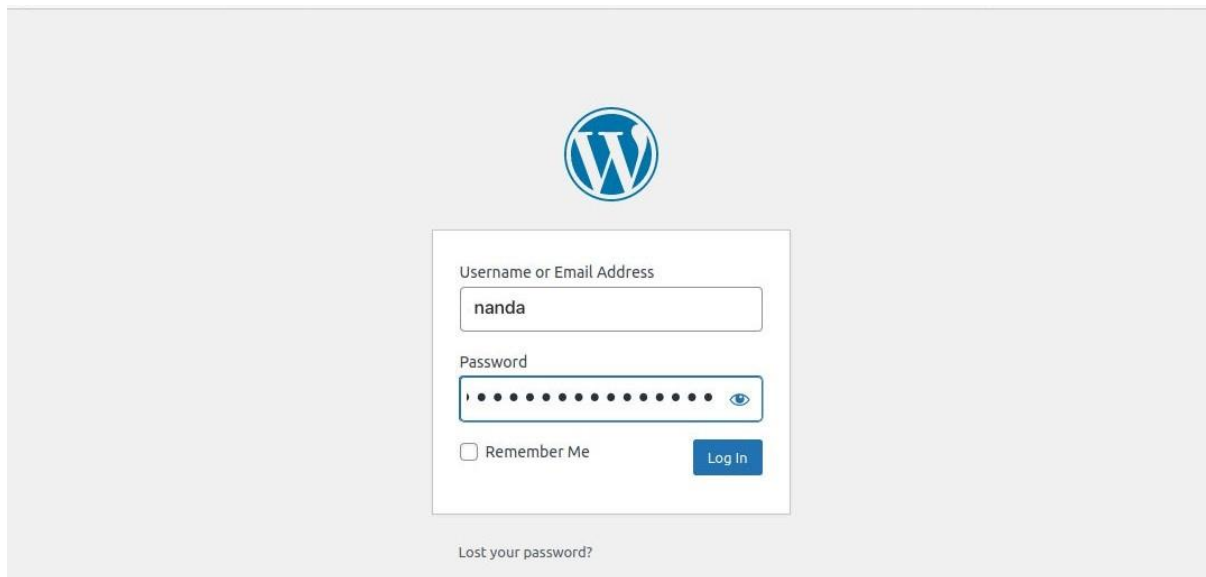 Username or Email Address
nanda
Password
Remember Me
Log In
Lost your password?